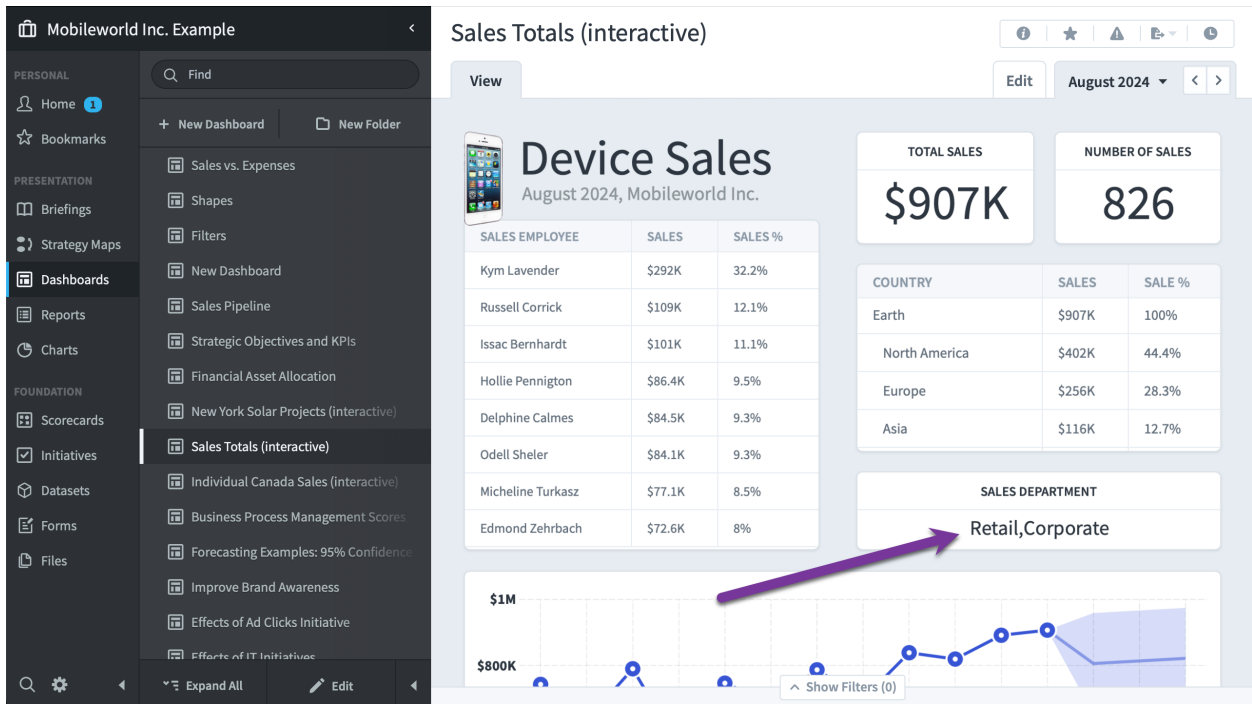 Mobileworld Inc. Example
PERSONAL
Home 1
Bookmarks
PRESENTATION
Briefings
Strategy Maps
Dashboards
Reports
Charts
FOUNDATION
Scorecards
Initiatives
Datasets
Forms
Files
Find
New Dashboard New Folder
Sales vs. Expenses
Shapes
Filters
New Dashboard
Sales Pipeline
Strategic Objectives and KPIs
Financial Asset Allocation
New York Solar Projects (interactive)
Sales Totals (interactive)
Individual Canada Sales (interactive)
Business Process Management Scores
Forecasting Examples: 95% Confidence
Improve Brand Awareness
Effects of Ad Clicks Initiative
Effects of IT Initiatives
Expand All Edit
Sales Totals (interactive)
View Edit August 2024
Device Sales
August 2024, Mobileworld Inc.
SALES EMPLOYEE SALES SALES %
Kym Lavender $292K 32.2%
Russell Corrick $109K 12.1%
Issac Bernhardt $101K 11.1%
Hollie Pennigton $86.4K 9.5%
Delphine Calmes $84.5K 9.3%
Odell Sheler $84.1K 9.3%
Micheline Turkasz $77.1K 8.5%
Edmond Zehrbach $72.6K 8%
TOTAL SALES
$907K
NUMBER OF SALES
826
COUNTRY SALES SALE %
Earth $907K 100%
North America $402K 44.4%
Europe $256K 28.3%
Asia $116K 12.7%
SALES DEPARTMENT
Retail,Corporate
$1M
$800K
Show Filters (0)